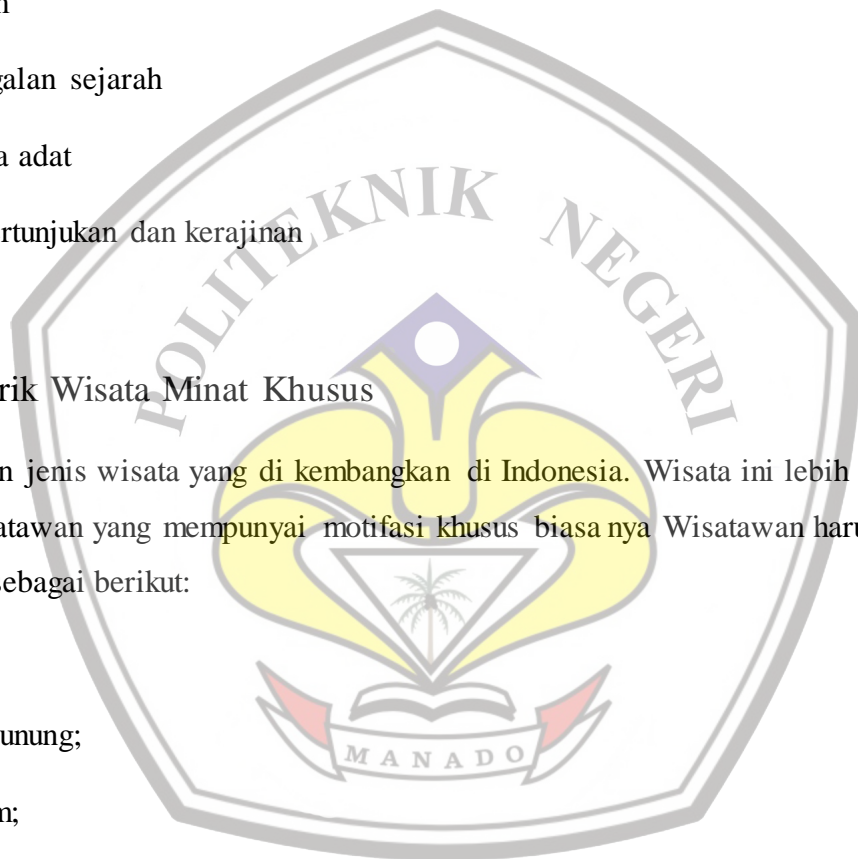 galan sejarah
a adat
rtunjukan dan kerajinan
POLITEKNIK NEGERI
rik Wisata Minat Khusus
n jenis wisata yang di kembangkan di Indonesia. Wisata ini lebih
atawan yang mempunyai motifasi khusus biasa nya Wisatawan haru
sebagai berikut:
unung;
MANADO
m;